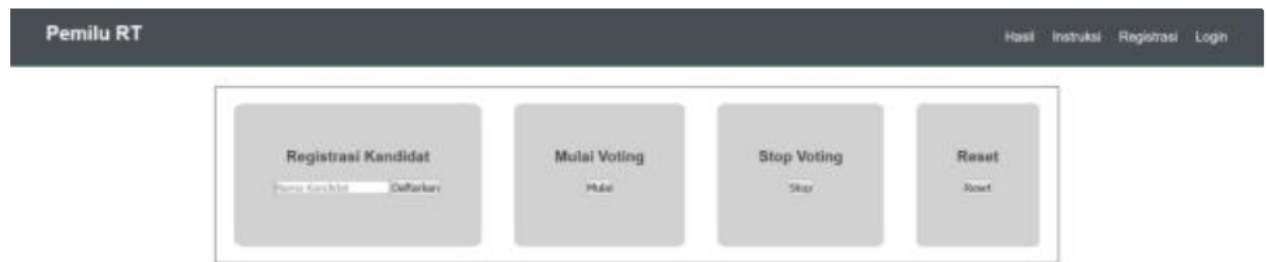 Pemilu RT
Hasil Instruksi Registrasi Login
Registrasi Kandidat
Nama Kandidat Daftarkan
Mulai Voting
Mulai
Stop Voting
Stop
Reset
Reset